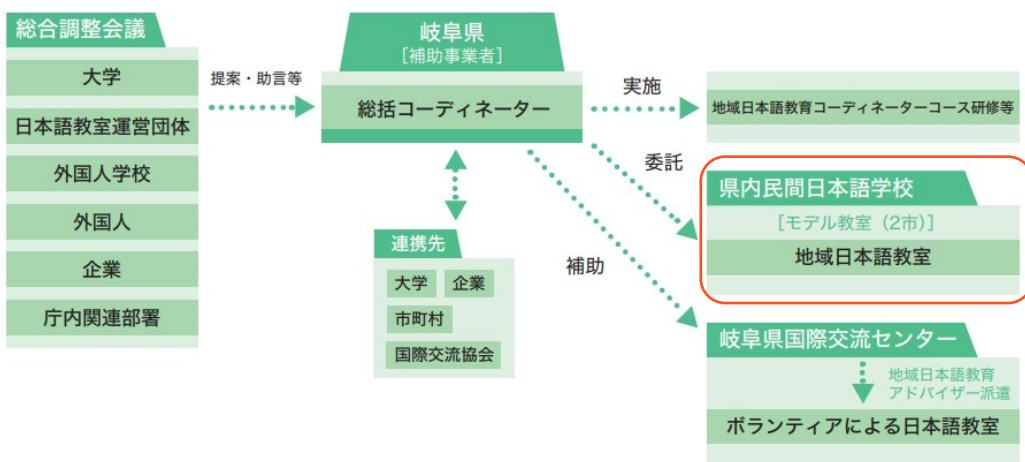 総合調整会議
大学
日本語教室運営団体
外国人学校
外国人
企業
庁内関連部署
提案・助言等
岐阜県
[補助事業者]
総括コーディネーター
連携先
大学 企業
市町村
国際交流協会
実施
委託
補助
地域日本語教育コーディネーターコース研修等
県内民間日本語学校
[モデル教室（2市）]
地域日本語教室
岐阜県国際交流センター
地域日本語教育
アドバイザー派遣
ボランティアによる日本語教室